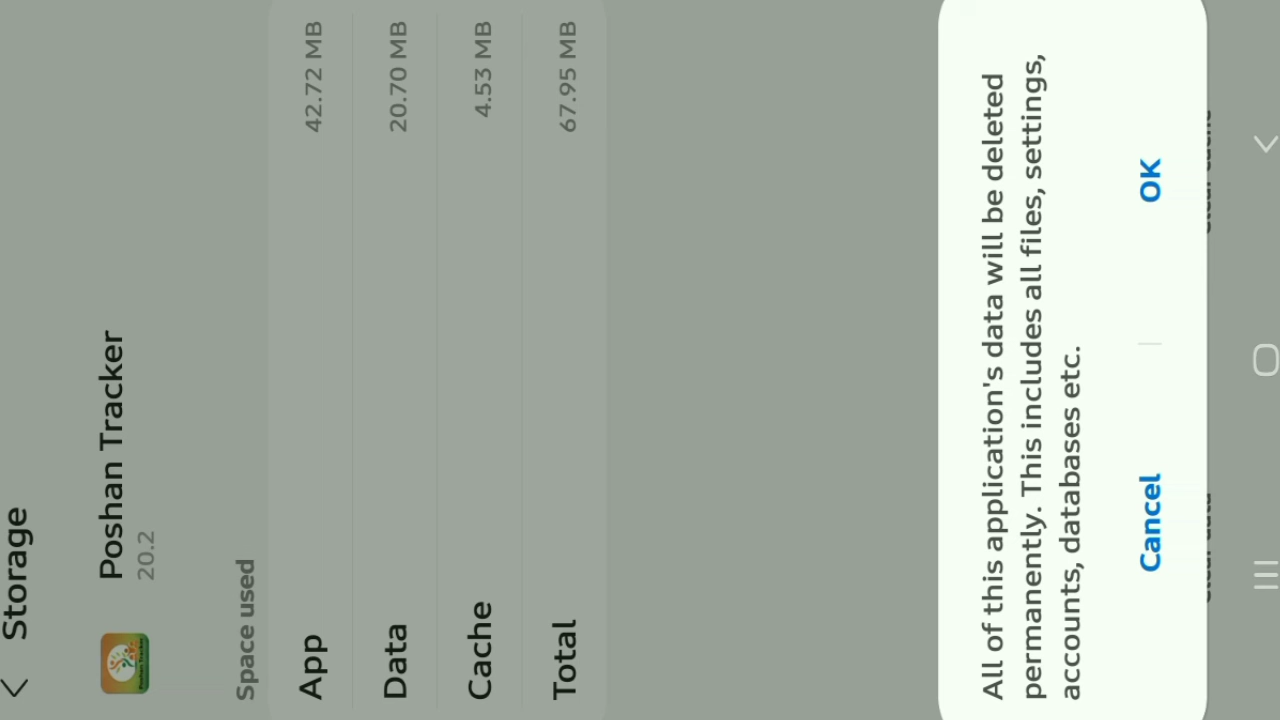 Storage
Poshan Tracker
20.2
Space used
App 42.72 MB
Data 20.70 MB
Cache 4.53 MB
Total 67.95 MB
All of this application's data will be deleted
permanently. This includes all files, settings,
accounts, databases etc.
Cancel OK